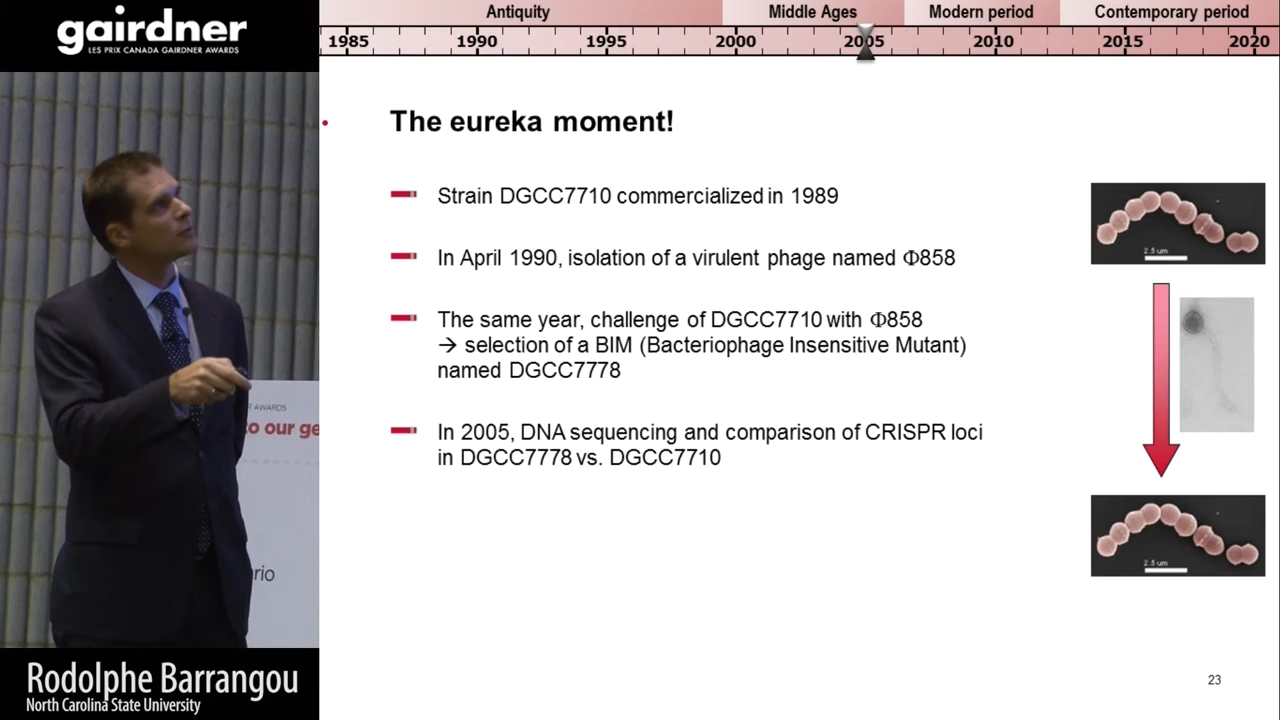 gairdner
LES PRIX CANADA GAIRDNER AWARDS
Antiquity Middle Ages Modern period Contemporary period
1985 1990 1995 2000 2005 2010 2015 2020
The eureka moment!
Strain DGCC7710 commercialized in 1989
In April 1990, isolation of a virulent phage named Φ858
The same year, challenge of DGCC7710 with Φ858
→ selection of a BIM (Bacteriophage Insensitive Mutant)
named DGCC7778
In 2005, DNA sequencing and comparison of CRISPR loci
in DGCC7778 vs. DGCC7710
2.5 um
2.5 um
R AWARDS
to our ge
rio
Rodolphe Barrangou
North Carolina State University
23